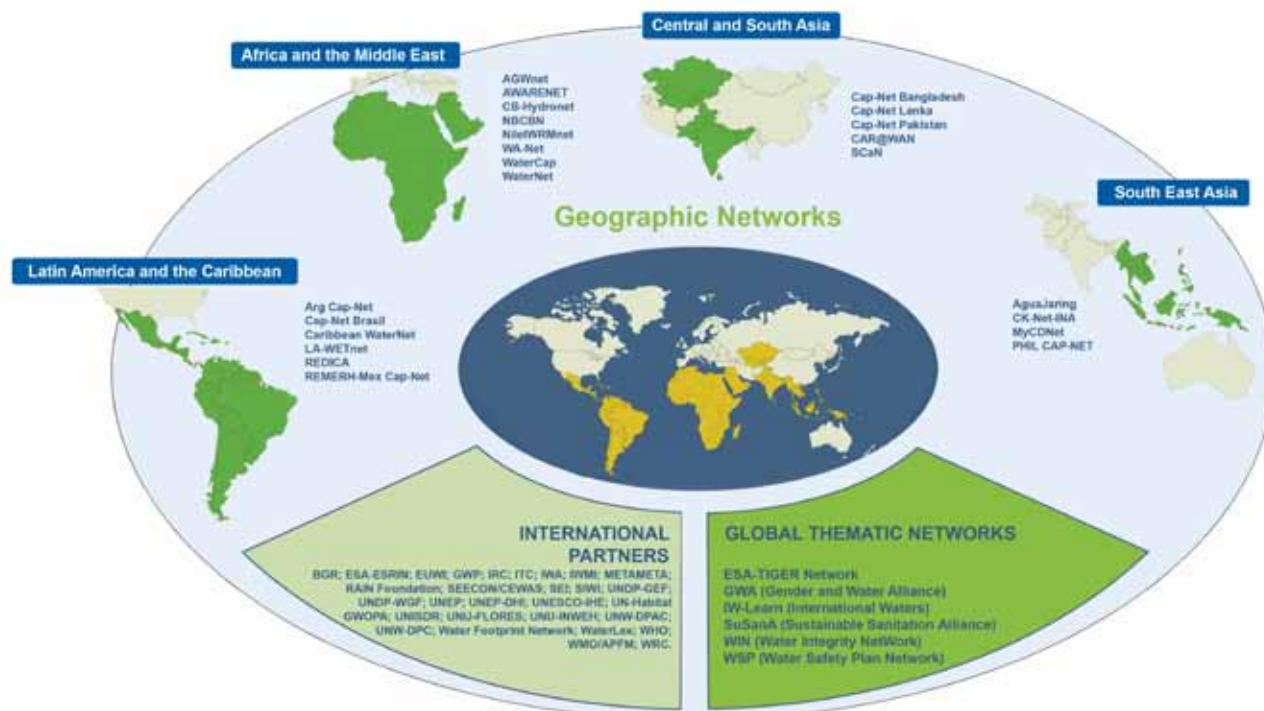 Central and South Asia
Africa and the Middle East
AGWnet
AWARENET
CB-Hydronet
NBCBN
NileIWRMnet
WA-Net
WaterCap
WaterNet
Cap-Net Bangladesh
Cap-Net Lanka
Cap-Net Pakistan
CAR@WAN
SCaN
South East Asia
Geographic Networks
Latin America and the Caribbean
Arg Cap-Net
Cap-Net Brasil
Caribbean WaterNet
LA-WETnet
REDICA
REMERH-Mex Cap-Net
AguaJaring
CK-Net-INA
MyCDNet
PHIL CAP-NET
INTERNATIONAL
PARTNERS
BGR; ESA-ESRIN; EUWI; GWP; IRC; ITC; IWA; IWMI; METAMETA;
RAIN Foundation; SEECON/CEWAS; SEI; SIWI; UNDP-GEF;
UNDP-WGF; UNEP; UNEP-DHI; UNESCO-IHE; UN-Habitat
GWOPA; UNISDR; UNU-FLORES; UNU-INWEH; UNW-DPAC;
UNW-DPC; Water Footprint Network; WaterLex; WHO;
WMO/APFM; WRC.
GLOBAL THEMATIC NETWORKS
ESA-TIGER Network
GWA (Gender and Water Alliance)
IW-Learn (International Waters)
SuSanA (Sustainable Sanitation Alliance)
WIN (Water Integrity NetWork)
WSP (Water Safety Plan Network)